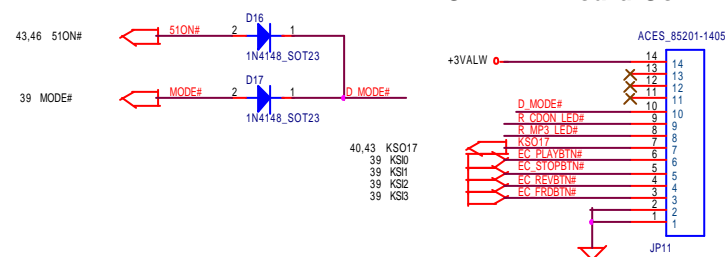 D16
43,46 51ON#
51ON#
2
1
1N4148_SOT23
D17
39 MODE#
MODE#
2
1
D_MODE#
1N4148_SOT23
40,43 KSO17
39 KSI0
39 KSI1
39 KSI2
39 KSI3
ACES_85201-1405
+3VALW
14 14
13 13
12 12
11 11
D_MODE# 10 10
R_CDON_LED# 9 9
R_MP3_LED# 8 8
KSO17 7 7
EC_PLAYBTN# 6 6
EC_STOPBTN# 5 5
EC_REVBTN# 4 4
EC_FRDBTN# 3 3
2 2
1 1
JP11